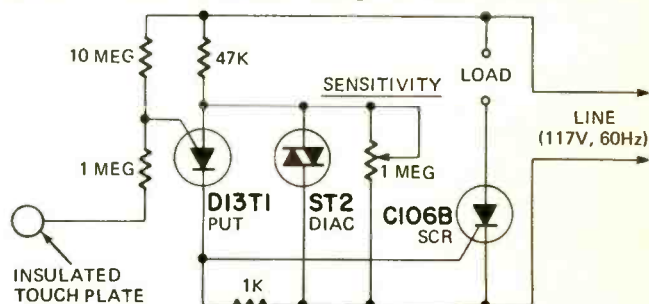 10 MEG
47K
SENSITIVITY
LOAD
LINE
(117V, 60Hz)
1 MEG
1 MEG
D13T1
PUT
ST2
DIAC
C106B
SCR
1K
INSULATED
TOUCH PLATE